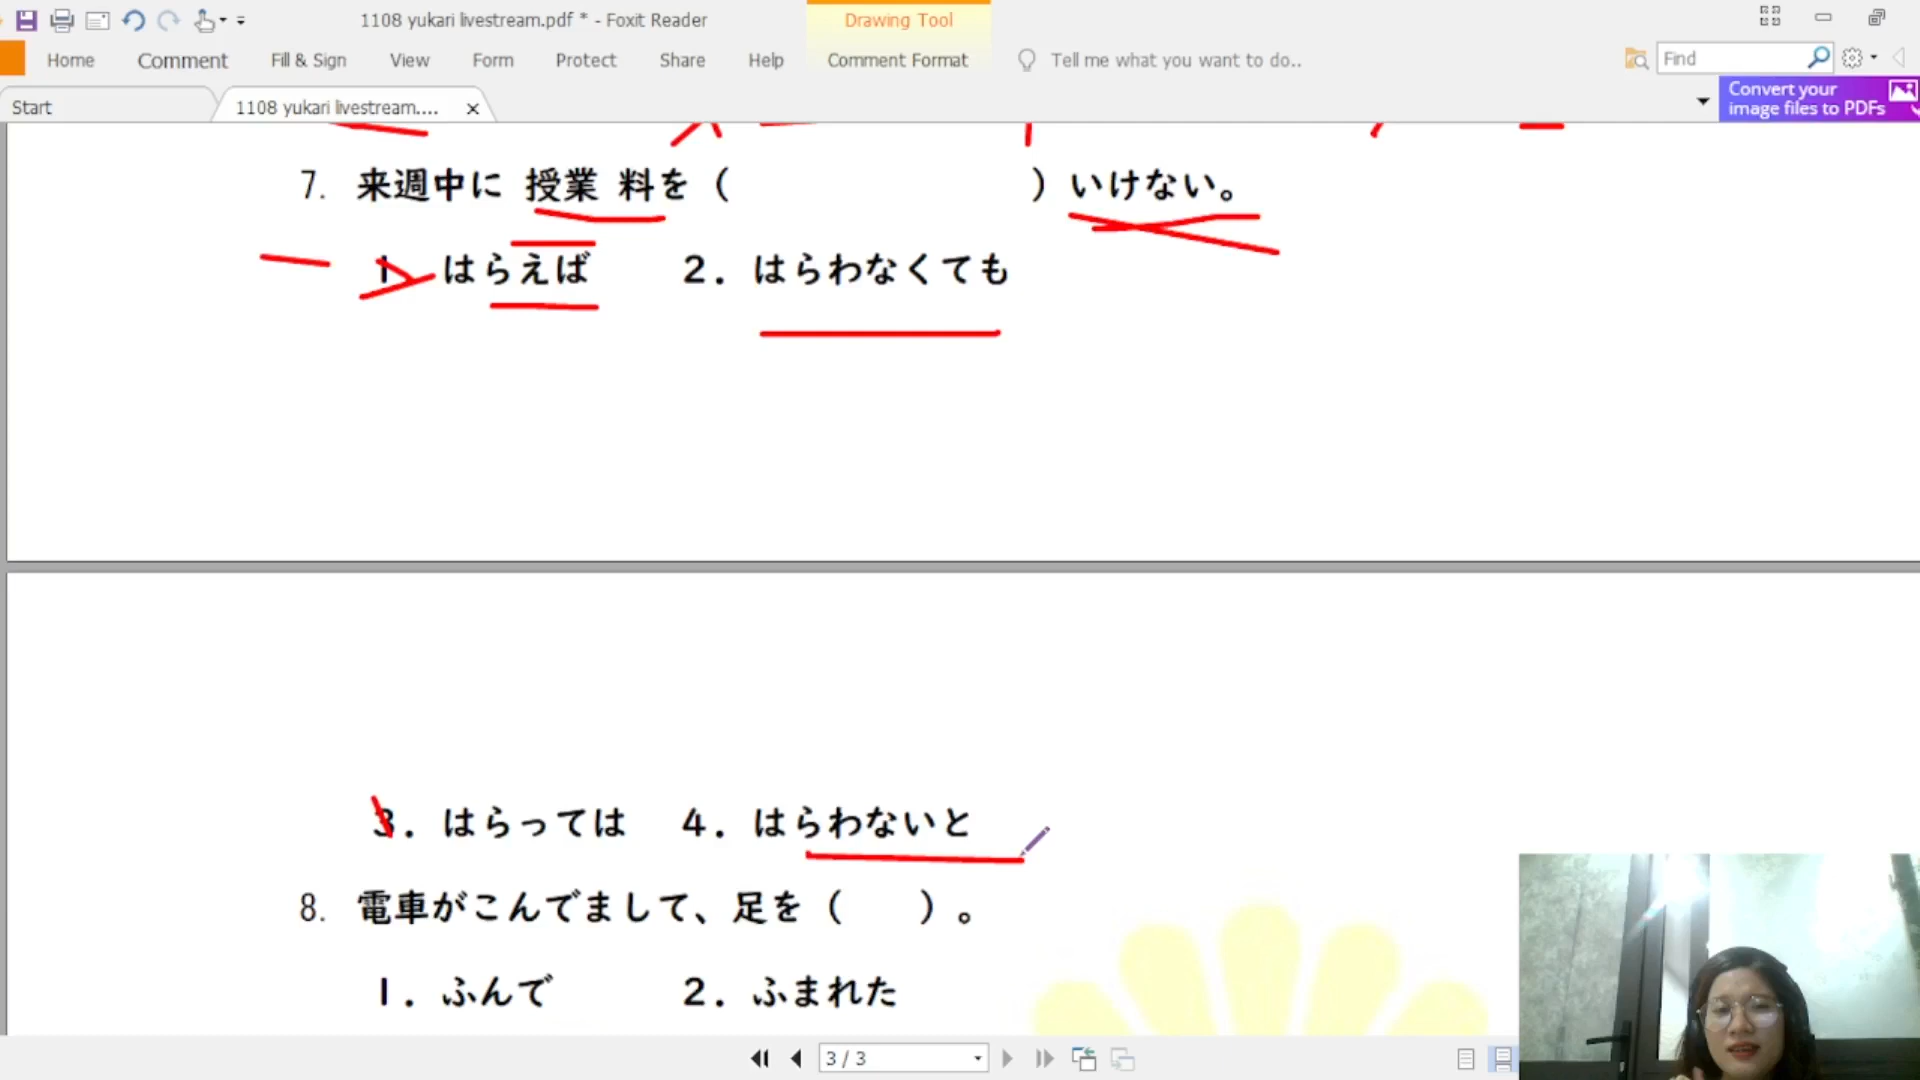 1108 yukari livestream.pdf * - Foxit Reader
Drawing Tool
Home Comment Fill & Sign View Form Protect Share Help Comment Format Tell me what you want to do.. Find
Start 1108 yukari livestream.... Convert your
image files to PDFs
7. 来週中に 授業 料を ( ) いけない。
1. はらえば 2. はらわなくても
3. はらっては 4. はらわないと
8. 電車がこんでまして、足を ( )。
1. ふんで 2. ふまれた
3 / 3